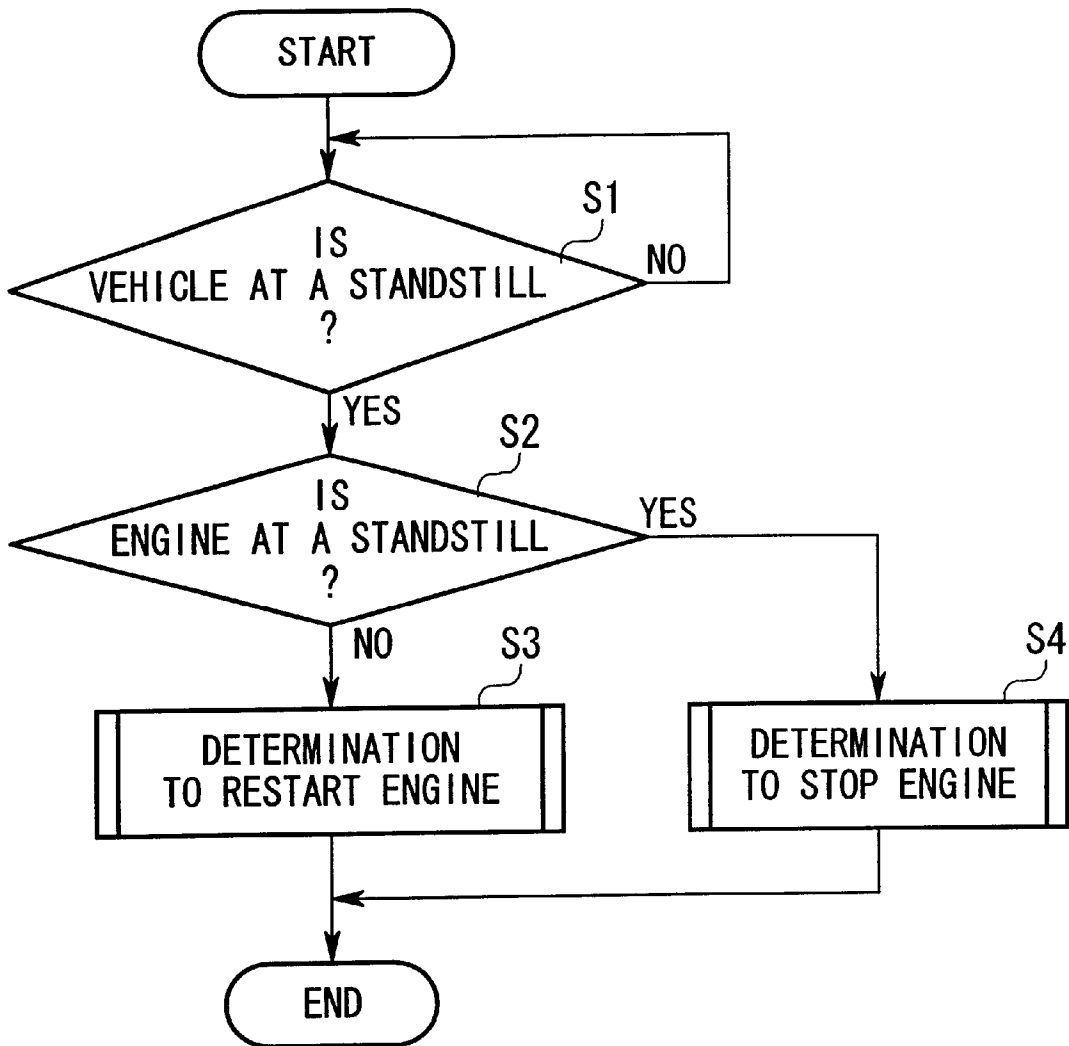 START
S1
IS
VEHICLE AT A STANDSTILL
?
NO
YES
S2
IS
ENGINE AT A STANDSTILL
?
YES
NO
S3
DETERMINATION
TO RESTART ENGINE
S4
DETERMINATION
TO STOP ENGINE
END